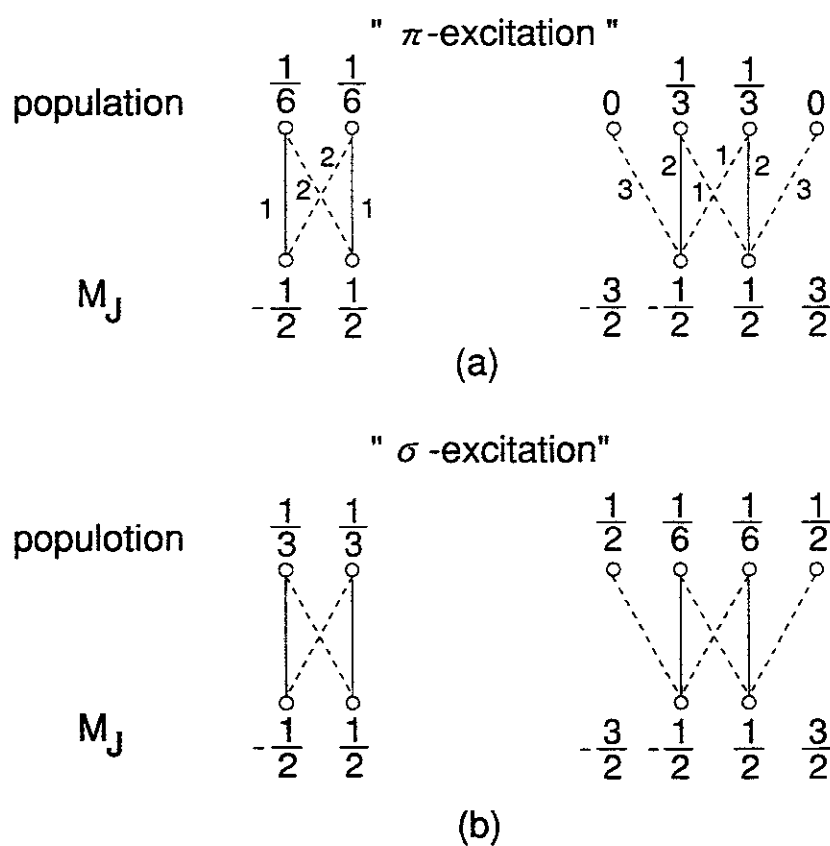 " π-excitation "
population 1/6 1/6 0 1/3 1/3 0
1 2 2 1 3 2 1 1 2 3
M_J -1/2 1/2 -3/2 -1/2 1/2 3/2
(a)
" σ -excitation"
populotion 1/3 1/3 1/2 1/6 1/6 1/2
M_J -1/2 1/2 -3/2 -1/2 1/2 3/2
(b)